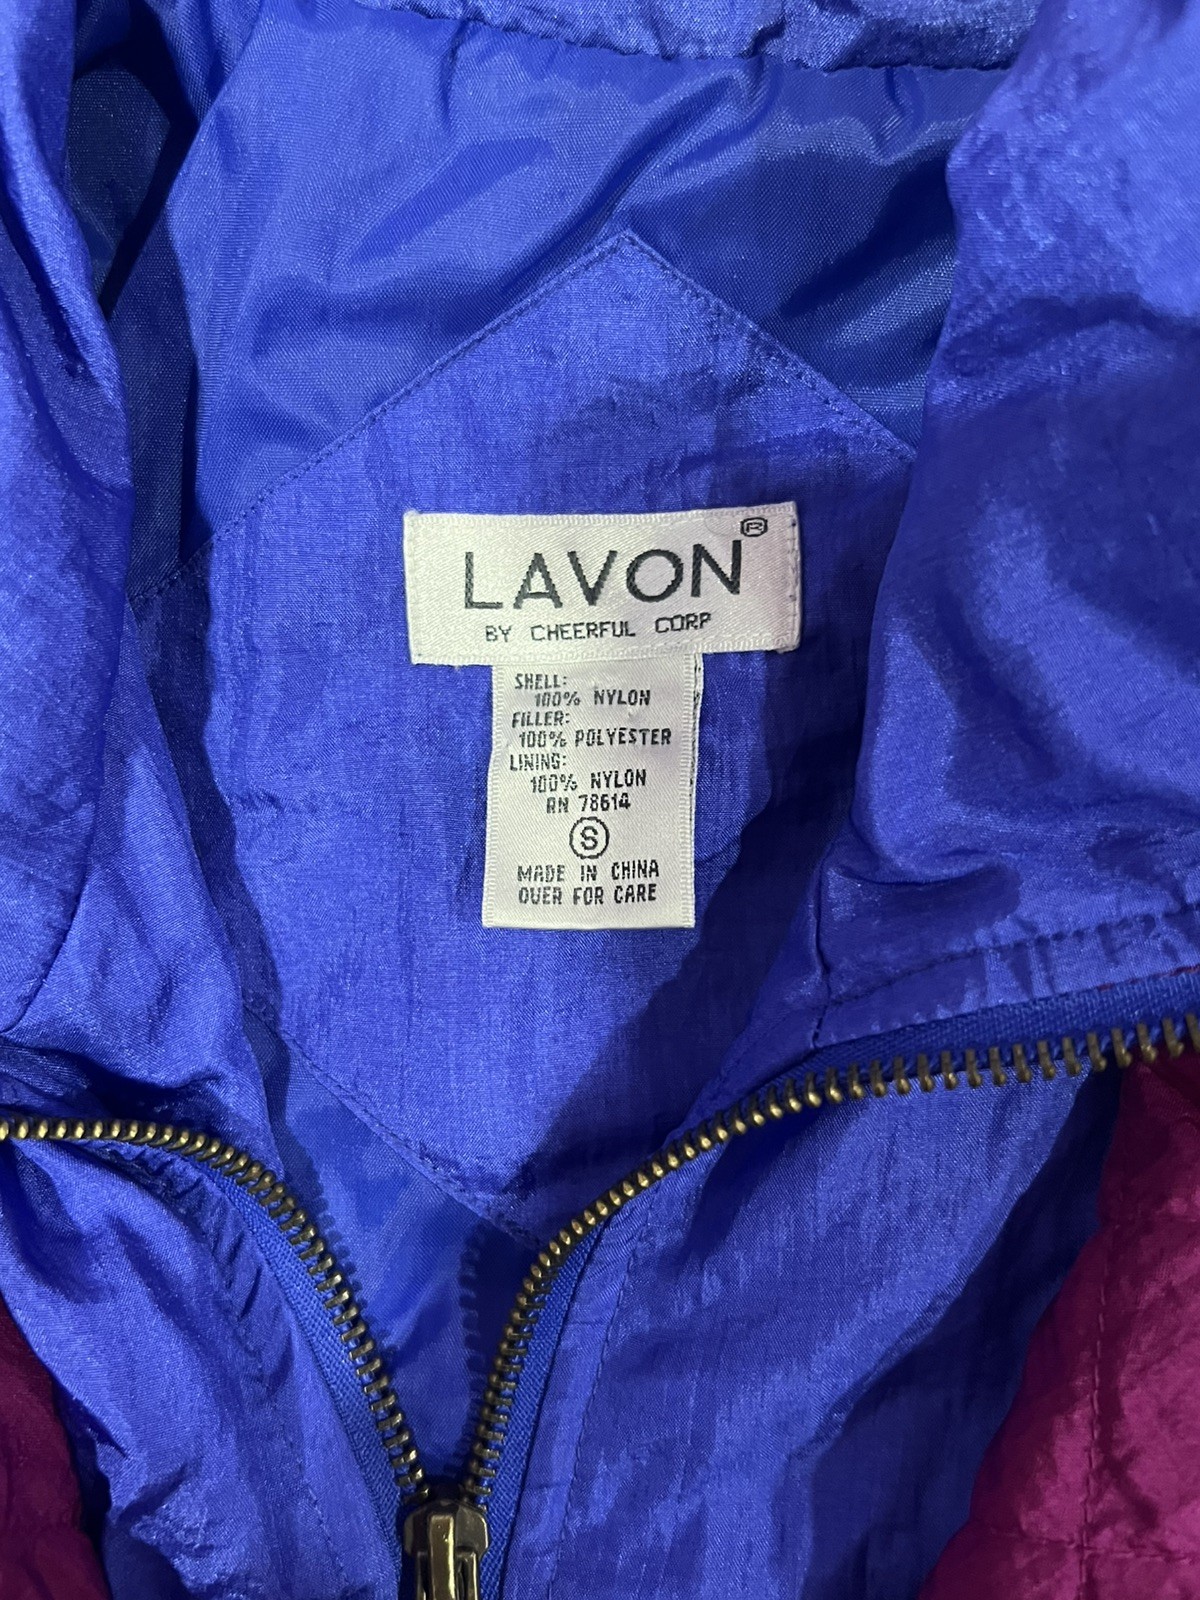 LAVON®
BY CHEERFUL CORP
SHELL:
100% NYLON
FILLER:
100% POLYESTER
LINING:
100% NYLON
RN 78614
S
MADE IN CHINA
OVER FOR CARE